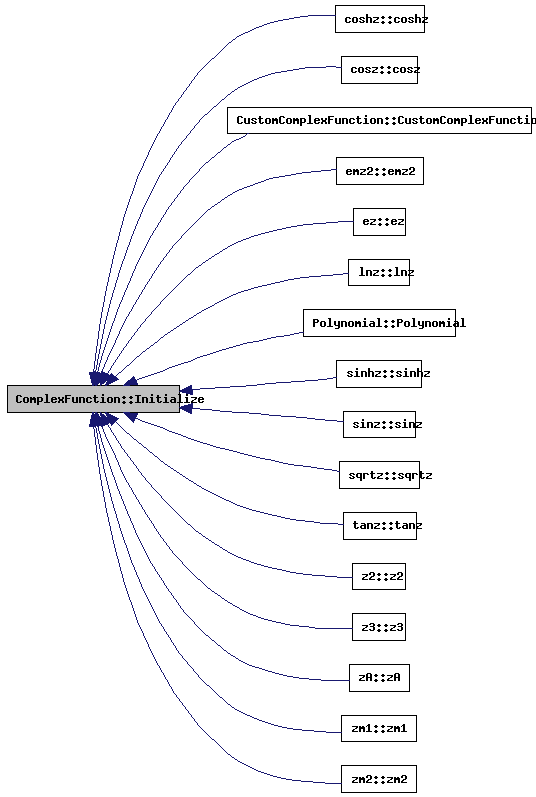 coshz::coshz
cosz::cosz
CustomComplexFunction::CustomComplexFunctio
emz2::emz2
ez::ez
lnz::lnz
Polynomial::Polynomial
sinhz::sinhz
ComplexFunction::Initialize
sinz::sinz
sqrtz::sqrtz
tanz::tanz
z2::z2
z3::z3
zA::zA
zm1::zm1
zm2::zm2